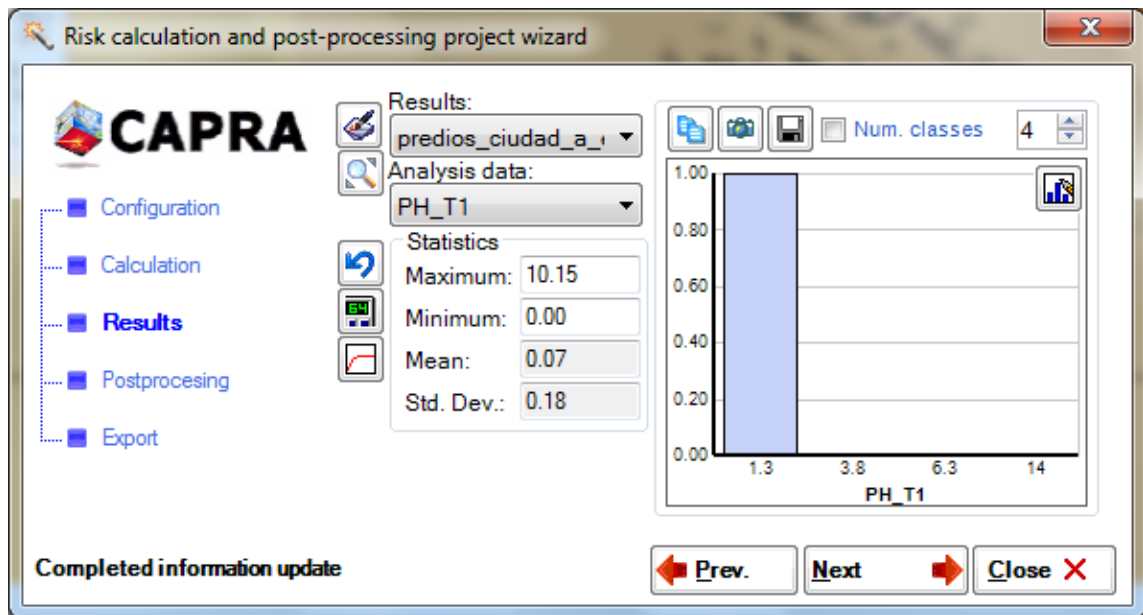 Risk calculation and post-processing project wizard
CAPRA
Configuration
Calculation
Results
Postprocesing
Export
Results:
predios_ciudad_a_
Analysis data:
PH_T1
Statistics
Maximum: 10.15
Minimum: 0.00
Mean: 0.07
Std. Dev.: 0.18
Num. classes 4
1.00
0.80
0.60
0.40
0.20
0.00
1.3 3.8 6.3 14
PH_T1
Completed information update
Prev. Next Close